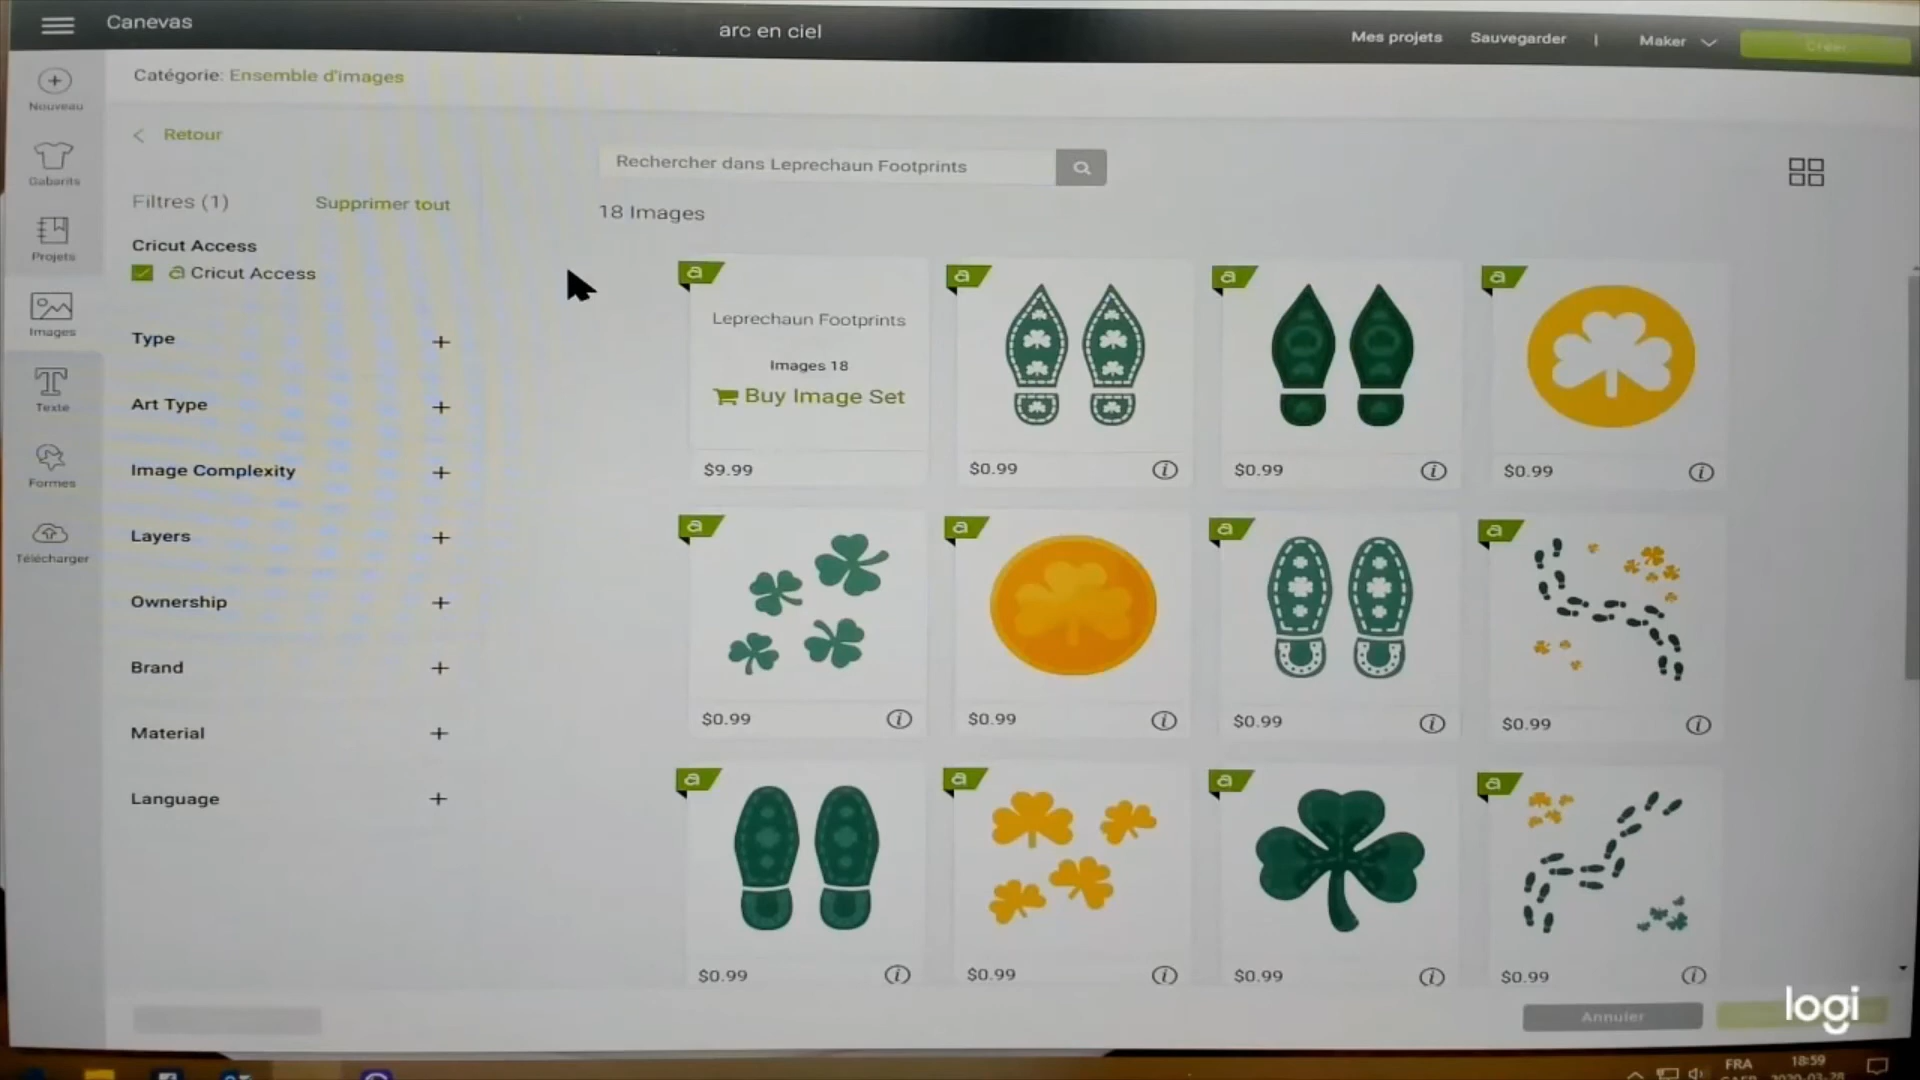 Canevas
arc en ciel
Mes projets
Sauvegarder
|
Maker
Créer
Catégorie: Ensemble d'images
Nouveau
Retour
Rechercher dans Leprechaun Footprints
Gabarits
Filtres (1)
Supprimer tout
18 Images
Projets
Cricut Access
a Cricut Access
Images
Type
Art Type
Texte
Image Complexity
Formes
Layers
Télécharger
Ownership
Brand
Material
Language
a
Leprechaun Footprints
Images 18
Buy Image Set
$9.99
a
$0.99
a
$0.99
a
$0.99
a
$0.99
a
$0.99
a
$0.99
a
$0.99
a
$0.99
a
$0.99
a
$0.99
a
$0.99
Annuler
logi
FRA
18:59